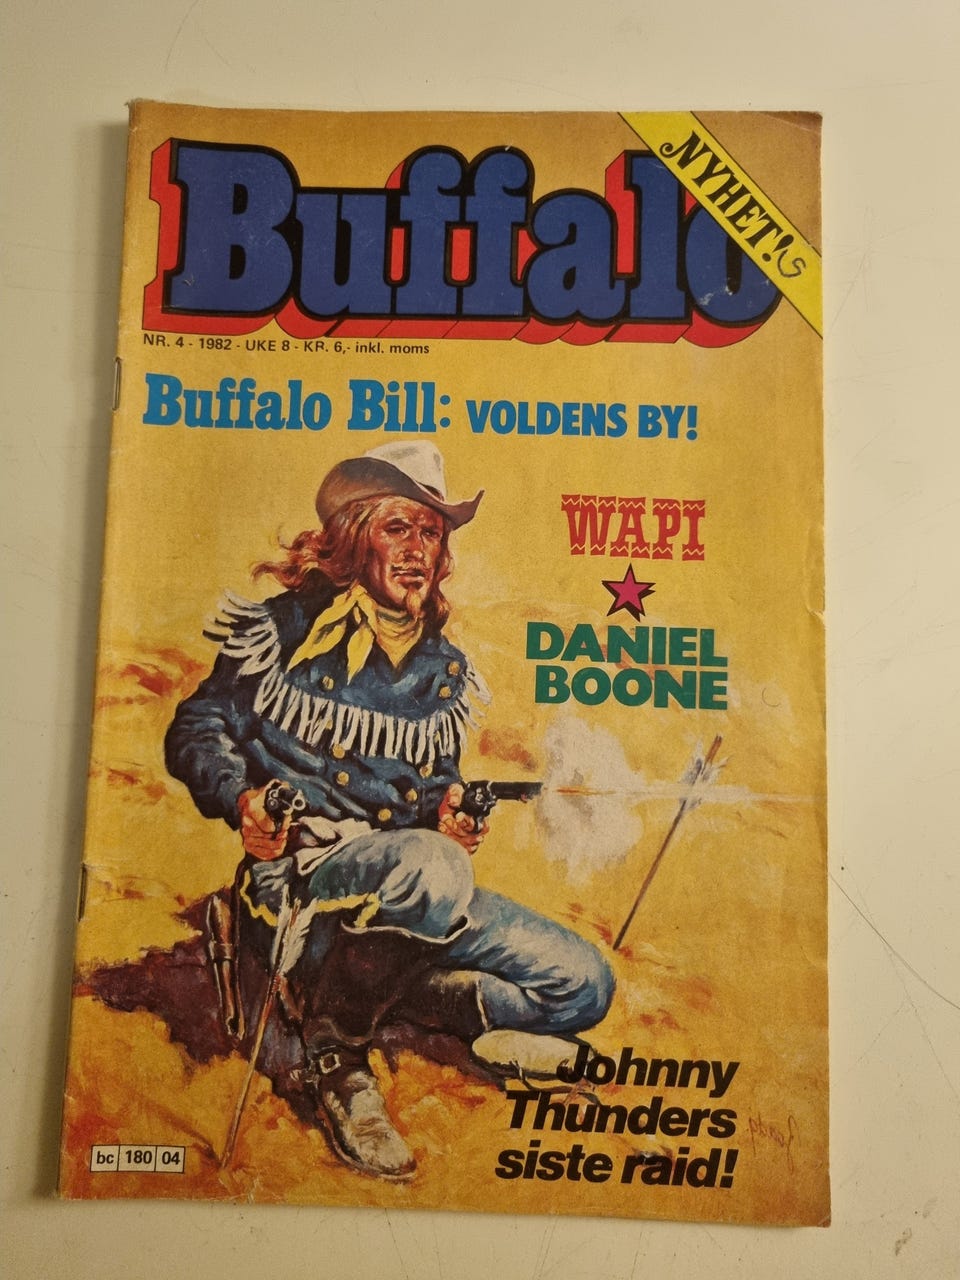 Buffalo
NYHET!
NR. 4 - 1982 - UKE 8 - KR. 6,- inkl. moms
Buffalo Bill: VOLDENS BY!
WAPI
DANIEL
BOONE
Johnny
Thunders
siste raid!
bc 180 04